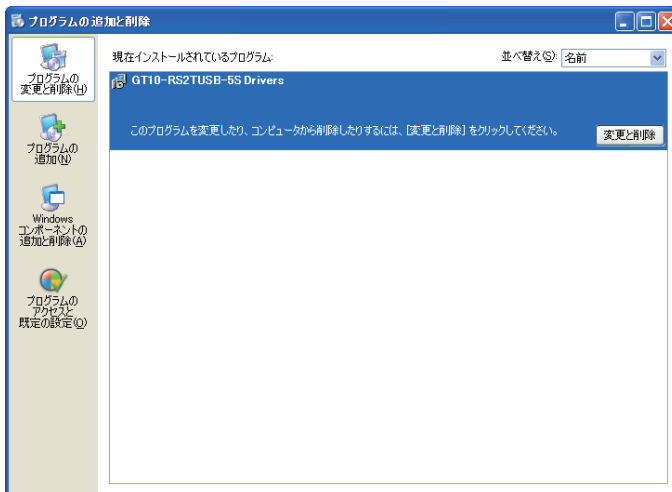 プログラムの追加と削除
現在インストールされているプログラム:
並べ替え(S):
名前
プログラムの
変更と削除(H)
GT10-RS2TUSB-5S Drivers
このプログラムを変更したり、コンピュータから削除したりするには、[変更と削除] をクリックしてください。
変更と削除
プログラムの
追加(N)
Windows
コンポーネントの
追加と削除(A)
プログラムの
アクセスと
既定の設定(O)